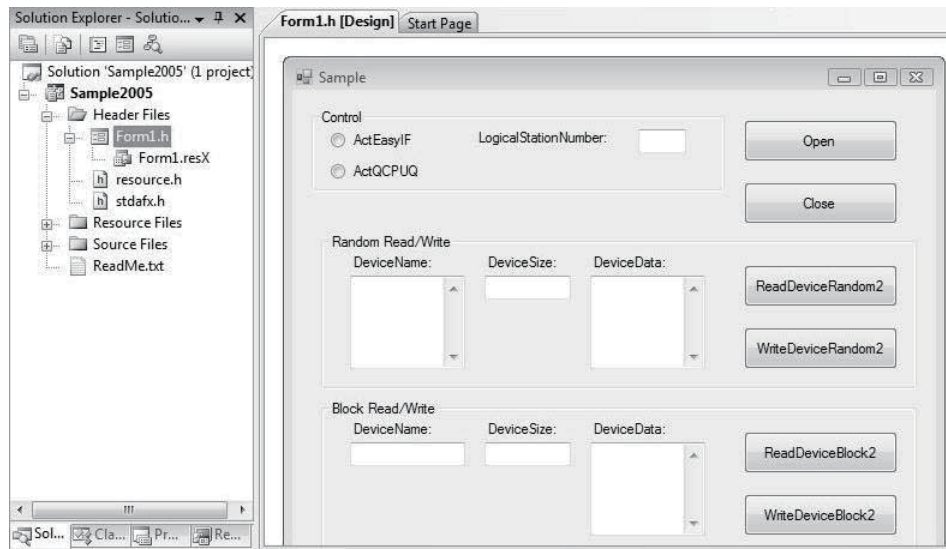 Solution Explorer - Solutio...
Solution 'Sample2005' (1 project)
Sample2005
Header Files
Form1.h
Form1.resX
resource.h
stdafx.h
Resource Files
Source Files
ReadMe.txt
Sol... Cla... Pr... Re...
Form1.h [Design] Start Page
Sample
Control
ActEasyIF LogicalStationNumber:
ActQCPUQ
Open
Close
Random Read/Write
DeviceName: DeviceSize: DeviceData:
ReadDeviceRandom2
WriteDeviceRandom2
Block Read/Write
DeviceName: DeviceSize: DeviceData:
ReadDeviceBlock2
WriteDeviceBlock2